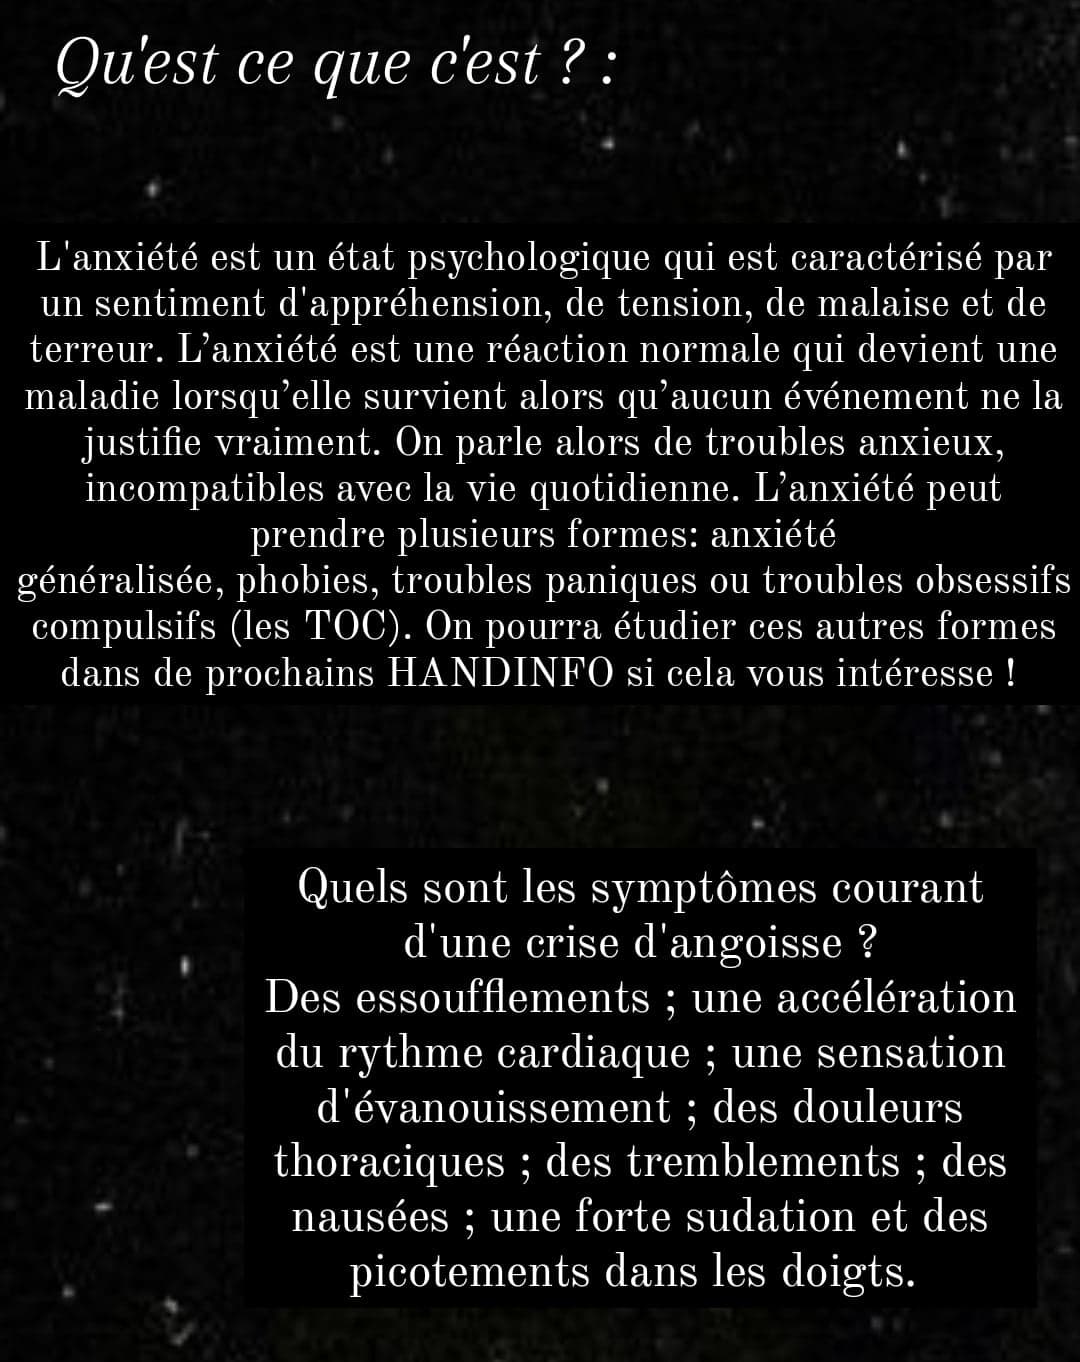 Qu'est ce que c'est ? :
L'anxiété est un état psychologique qui est caractérisé par
un sentiment d'appréhension, de tension, de malaise et de
terreur. L’anxiété est une réaction normale qui devient une
maladie lorsqu’elle survient alors qu’aucun événement ne la
justifie vraiment. On parle alors de troubles anxieux,
incompatibles avec la vie quotidienne. L’anxiété peut
prendre plusieurs formes: anxiété
généralisée, phobies, troubles paniques ou troubles obsessifs
compulsifs (les TOC). On pourra étudier ces autres formes
dans de prochains HANDINFO si cela vous intéresse !
Quels sont les symptômes courant
d'une crise d'angoisse ?
Des essoufflements ; une accélération
du rythme cardiaque ; une sensation
d'évanouissement ; des douleurs
thoraciques ; des tremblements ; des
nausées ; une forte sudation et des
picotements dans les doigts.